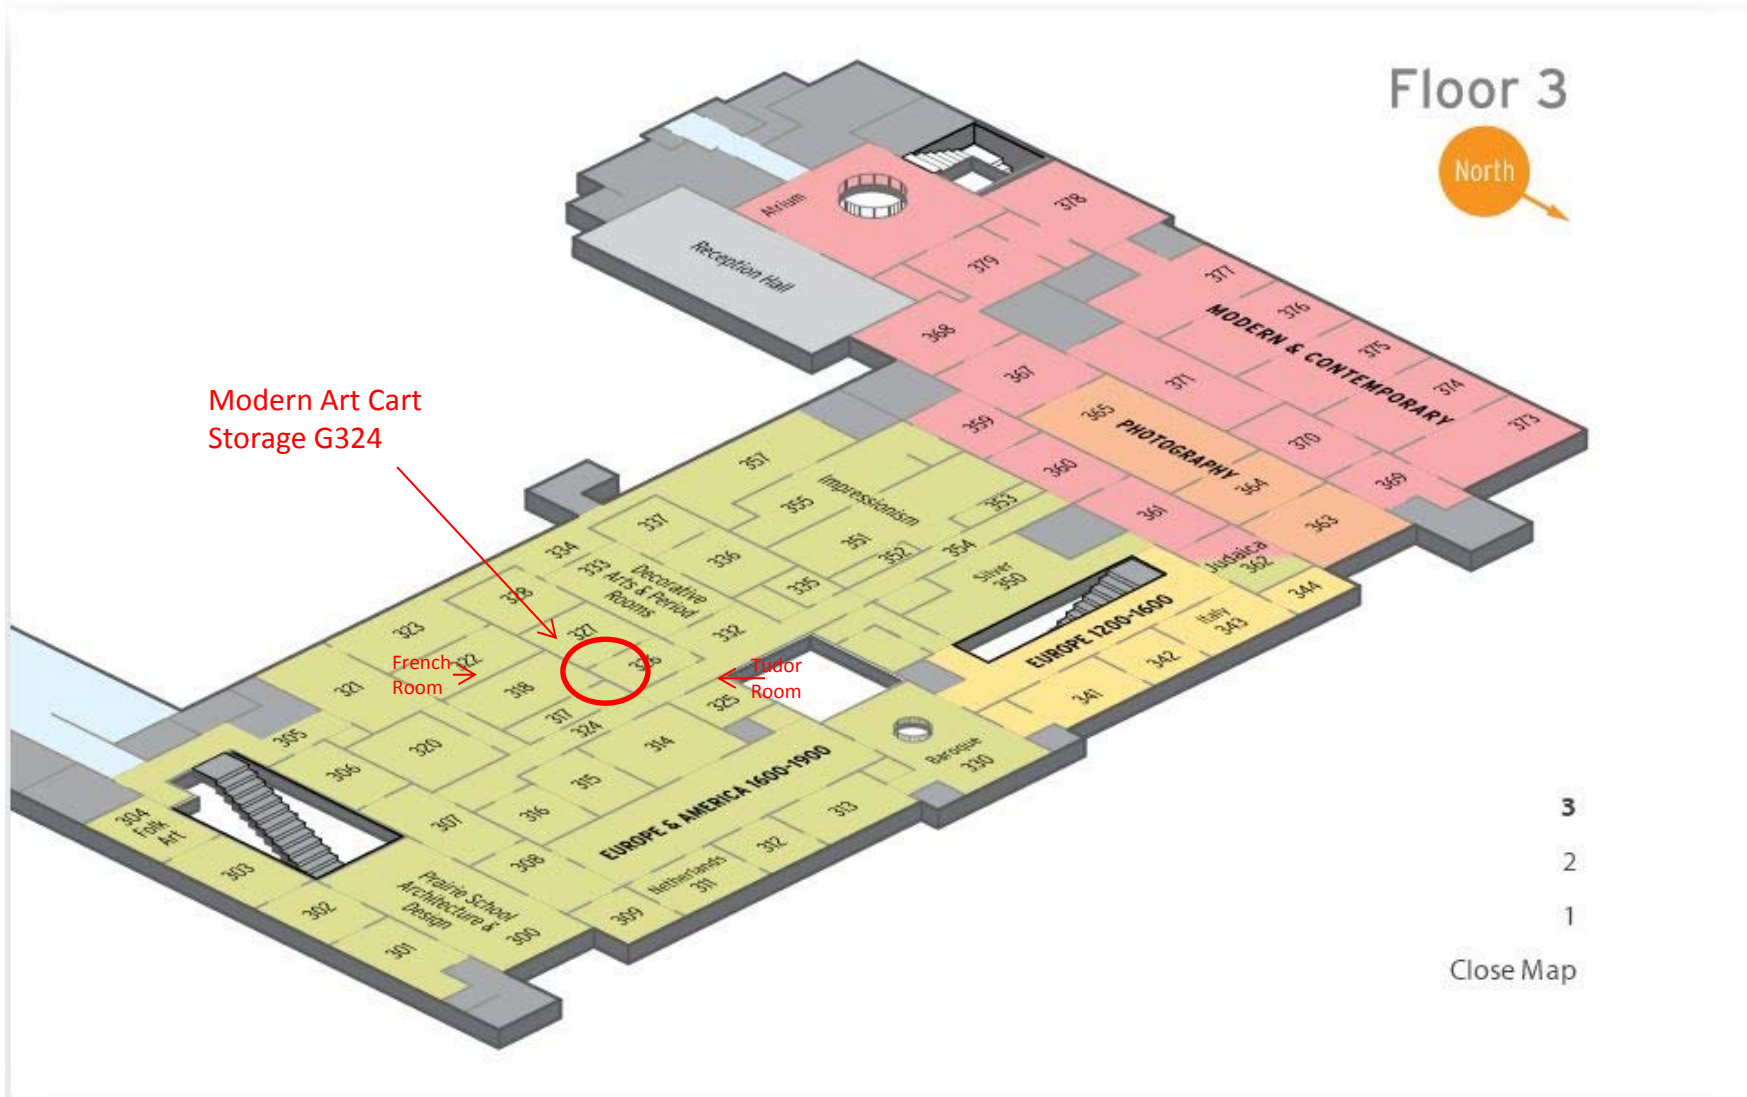 Floor 3
North
Atrium
378
Reception Hall
379
377
376
MODERN & CONTEMPORARY
375
374
373
368
367
371
365
PHOTOGRAPHY
370
369
364
363
359
360
361
Judaica
362
Modern Art Cart
Storage G324
357
Impressionism
355
353
351
352
354
337
336
335
334
333
Decorative
Arts & Period
Rooms
Silver
350
EUROPE 1200-1600
344
Italy
343
342
341
328
327
332
326
323
French
Room
322
Tudor
Room
321
318
317
324
325
314
315
316
320
305
306
307
308
EUROPE & AMERICA 1600-1900
Baroque
330
313
312
Netherlands
311
309
304
Folk
Art
303
302
301
Prairie School
Architecture &
Design
300
3
2
1
Close Map